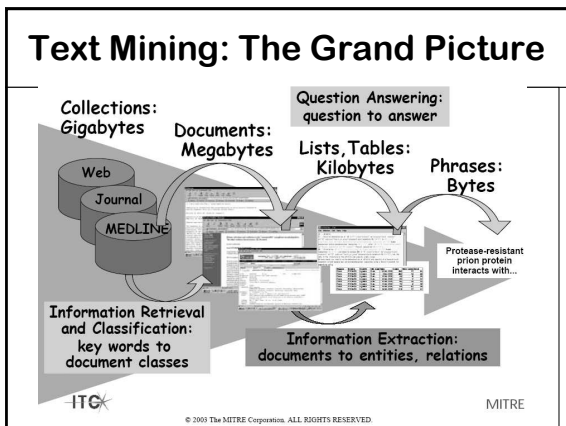 Text Mining: The Grand Picture
Collections:
Gigabytes
Question Answering:
question to answer
Documents:
Megabytes
Lists, Tables:
Kilobytes
Phrases:
Bytes
Web
Journal
MEDLINE
Protease-resistant
prion protein
interacts with...
Information Retrieval
and Classification:
key words to
document classes
Information Extraction:
documents to entities, relations
ITC
MITRE
© 2003 The MITRE Corporation. ALL RIGHTS RESERVED.